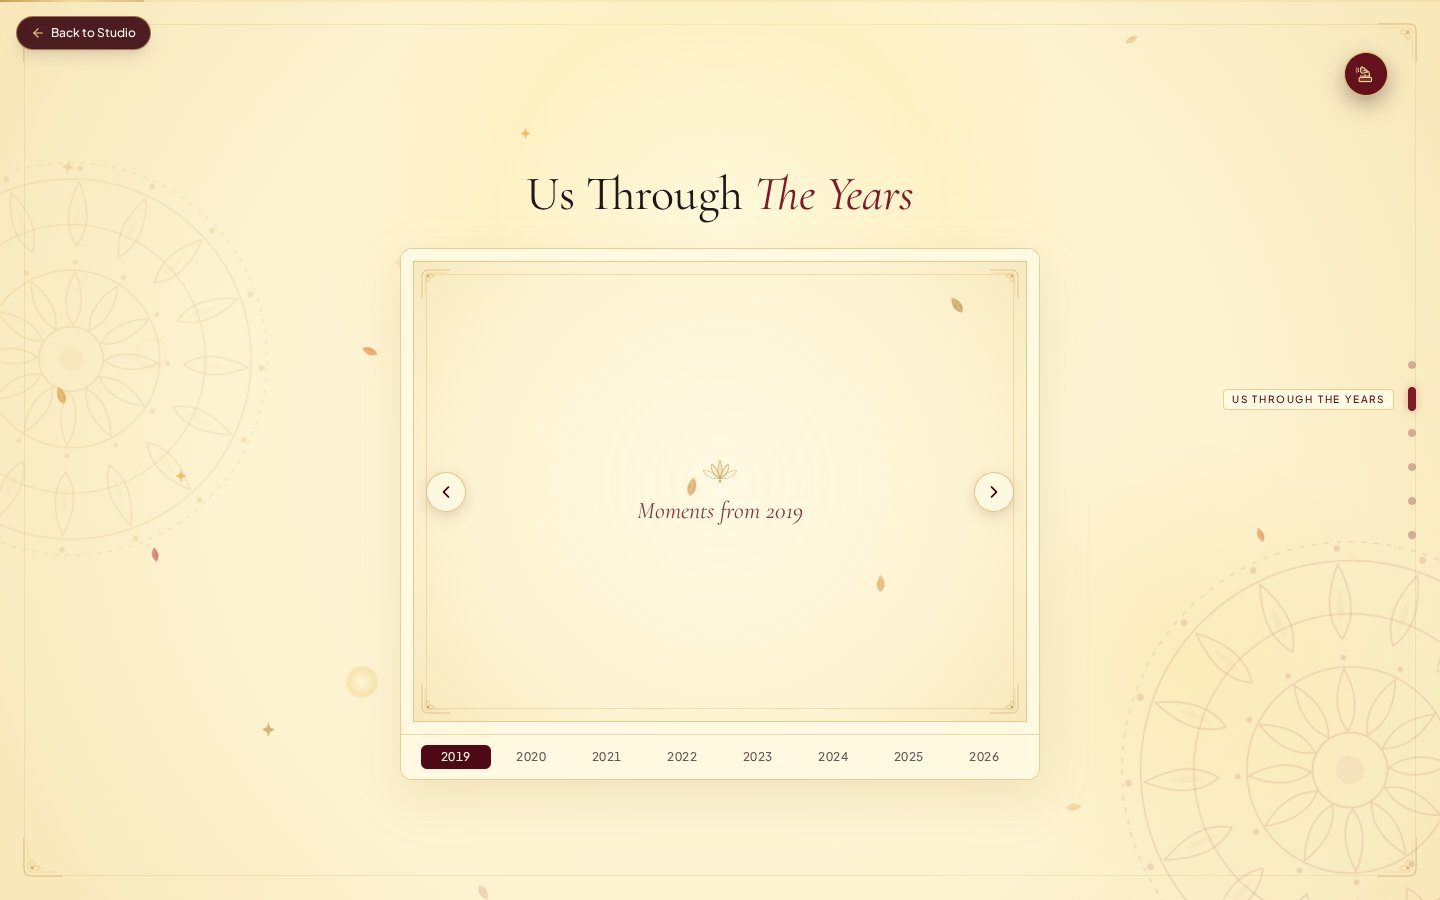 Back to Studio
Us Through The Years
US THROUGH THE YEARS
Moments from 2019
2019 2020 2021 2022 2023 2024 2025 2026